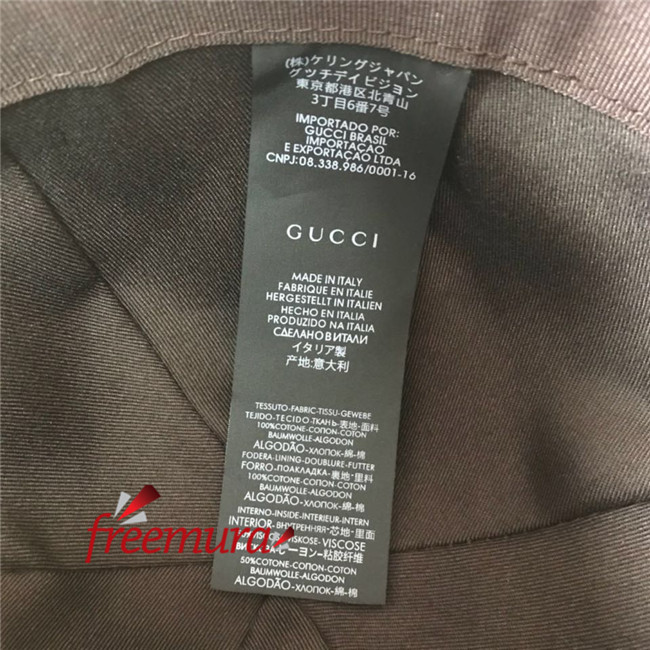 (株)ケリングジャパン
グッチディビジョン
東京都港区北青山
3丁目6番7号
IMPORTADO POR:
GUCCI BRASIL
IMPORTAÇÃO
E EXPORTAÇÃO LTDA
CNPJ:08.338.986/0001-16
GUCCI
MADE IN ITALY
FABRIQUE EN ITALIE
HERGESTELLT IN ITALIEN
HECHO EN ITALIA
PRODUZIDO NA ITALIA
СДЕЛАНО В ИТАЛИ
イタリア製
产地:意大利
TESSUTO-FABRIC-TISSU-GEWEBE
TEJIDO-TECIDO-ТКАНЬ-表地-面料
100%COTONE-COTTON-COTON
BAUMWOLLE-ALGODON
ALGODÃO-ХЛОПОК-綿-棉
FODERA-LINING-DOUBLURE-FUTTER
FORRO-ПОАКЛАДКА-裏地-里料
100%COTONE-COTTON-COTON
BAUMWOLLE-ALGODON
ALGODÃO-ХЛОПОК-綿-棉
INTERNO-INSIDE-INTERIEUR-INTERN
INTERIOR-ВНУТРЕННЯЯ-芯地-里面
-VISCOSE
-粘胶纤维
50%COTONE-COTTON-COTON
BAUMWOLLE-ALGODON
ALGODÃO-ХЛОПОК-綿-棉
freemura